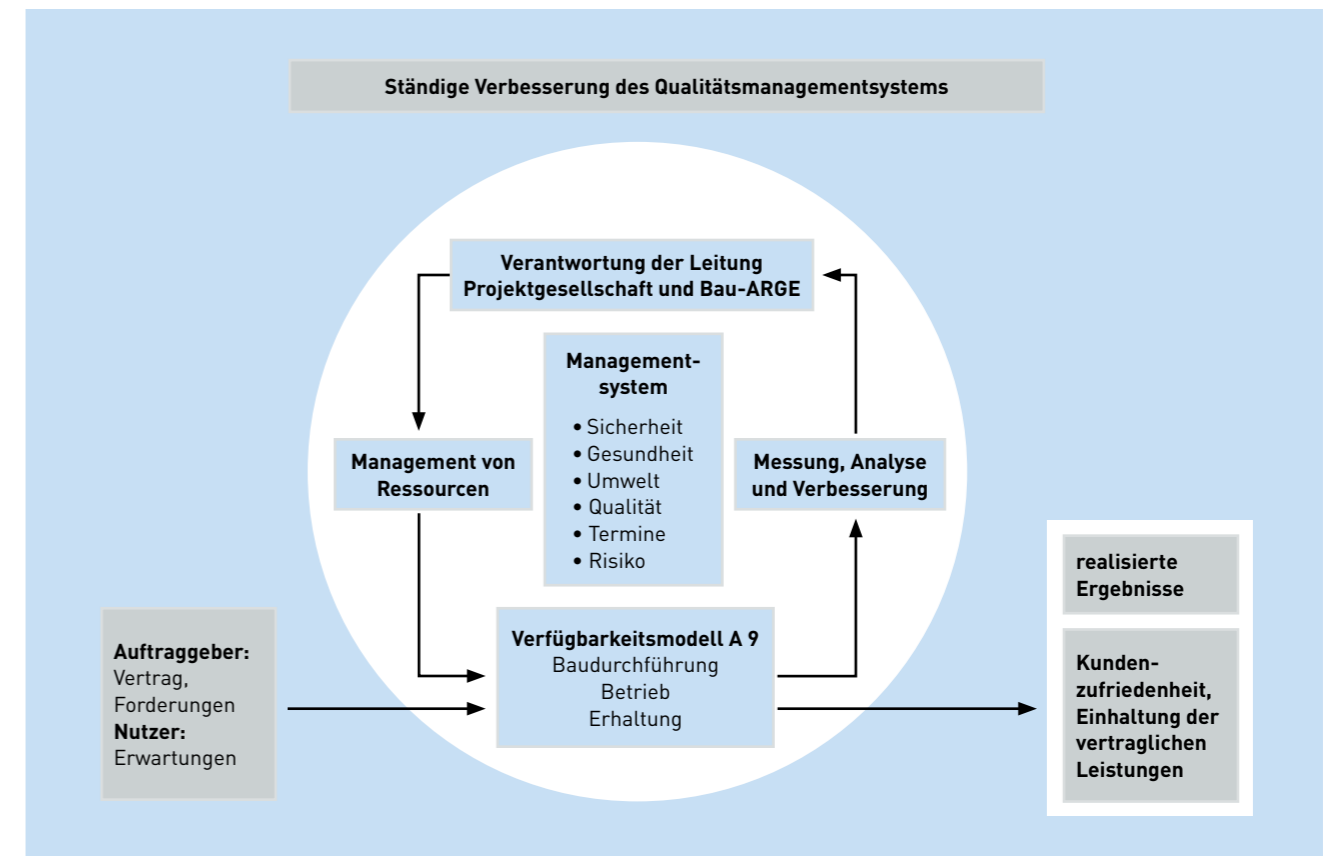 Ständige Verbesserung des Qualitätsmanagementsystems
Verantwortung der Leitung
Projektgesellschaft und Bau-ARGE
Management-
system
• Sicherheit
• Gesundheit
• Umwelt
• Qualität
• Termine
• Risiko
Management von
Ressourcen
Messung, Analyse
und Verbesserung
Verfügbarkeitsmodell A 9
Baudurchführung
Betrieb
Erhaltung
Auftraggeber:
Vertrag,
Forderungen
Nutzer:
Erwartungen
realisierte
Ergebnisse
Kunden-
zufriedenheit,
Einhaltung der
vertraglichen
Leistungen